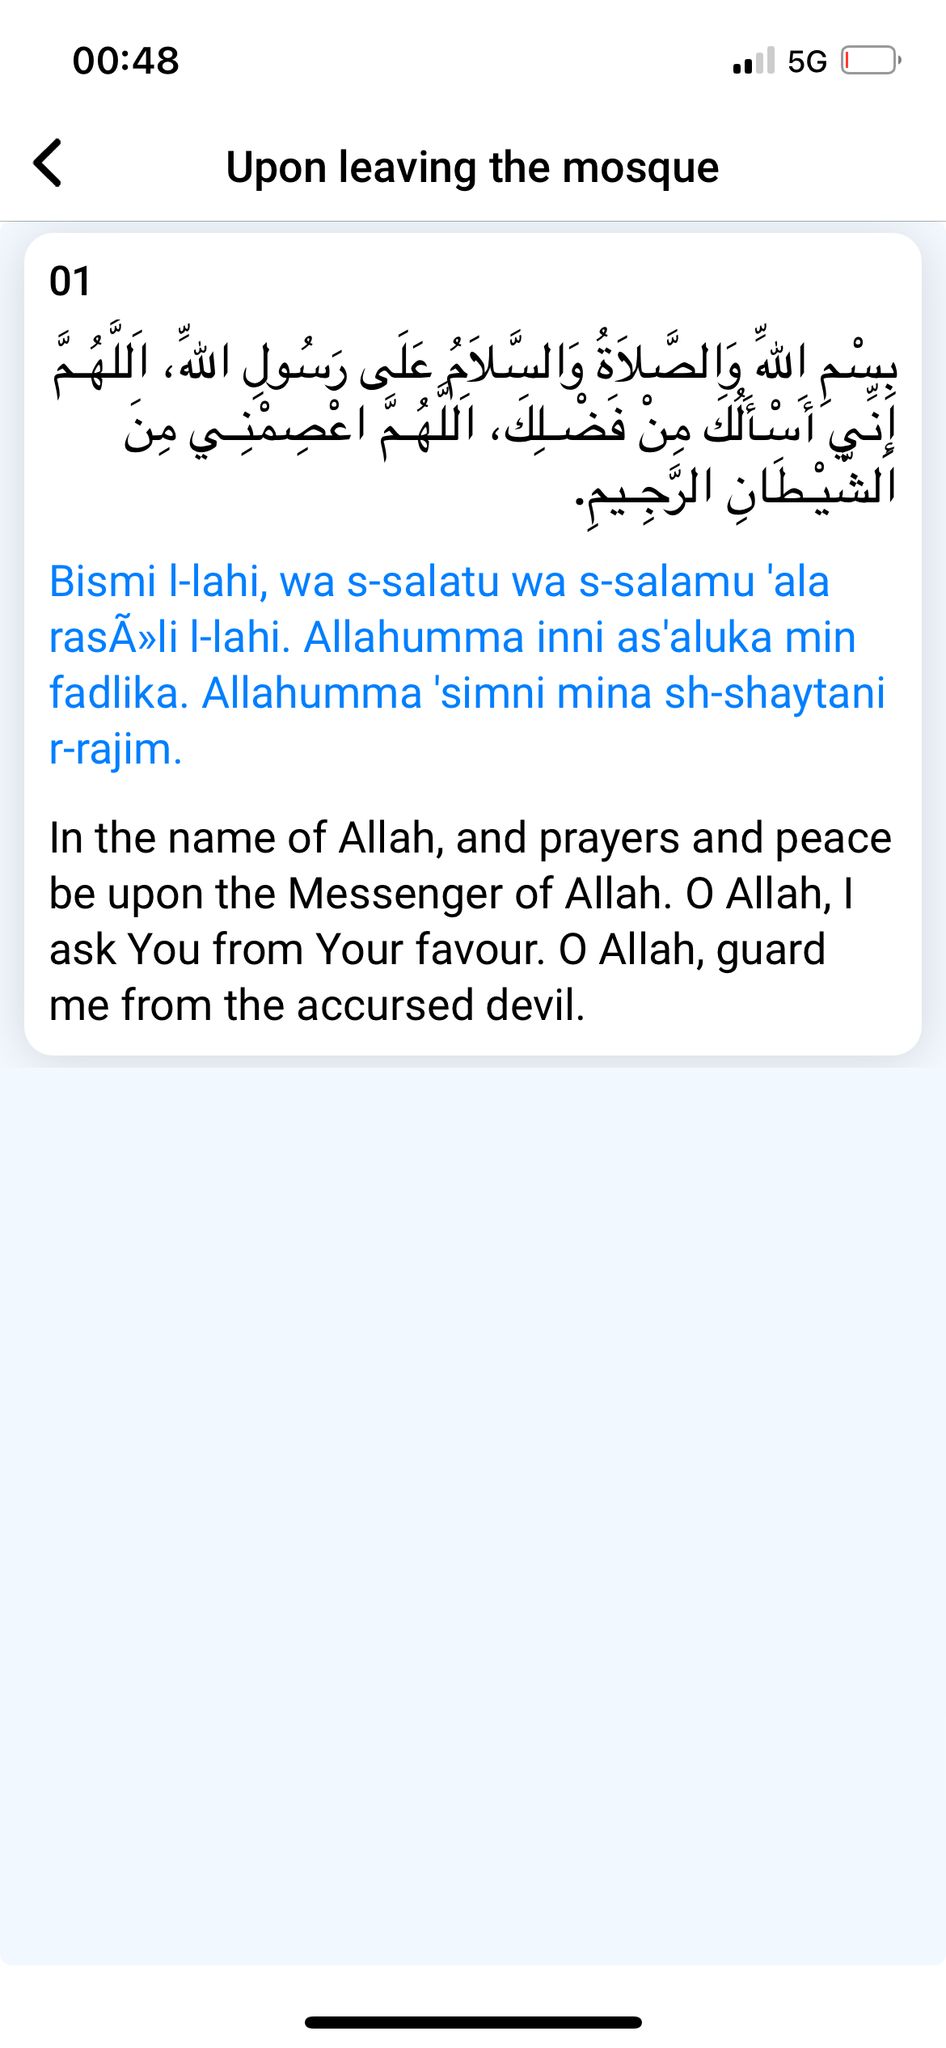 00:48
5G
Upon leaving the mosque
01
بِسْمِ اللهِ وَالصَّلاَةُ وَالسَّلاَمُ عَلَى رَسُولِ اللهِ، اَللَّهُمَّ
إِنِّي أَسْأَلُكَ مِنْ فَضْلِكَ، اَللَّهُمَّ اعْصِمْنِي مِنَ
الشَّيْطَانِ الرَّجِيمِ.
Bismi l-lahi, wa s-salatu wa s-salamu 'ala
rasÃ»li l-lahi. Allahumma inni as'aluka min
fadlika. Allahumma 'simni mina sh-shaytani
r-rajim.
In the name of Allah, and prayers and peace
be upon the Messenger of Allah. O Allah, I
ask You from Your favour. O Allah, guard
me from the accursed devil.